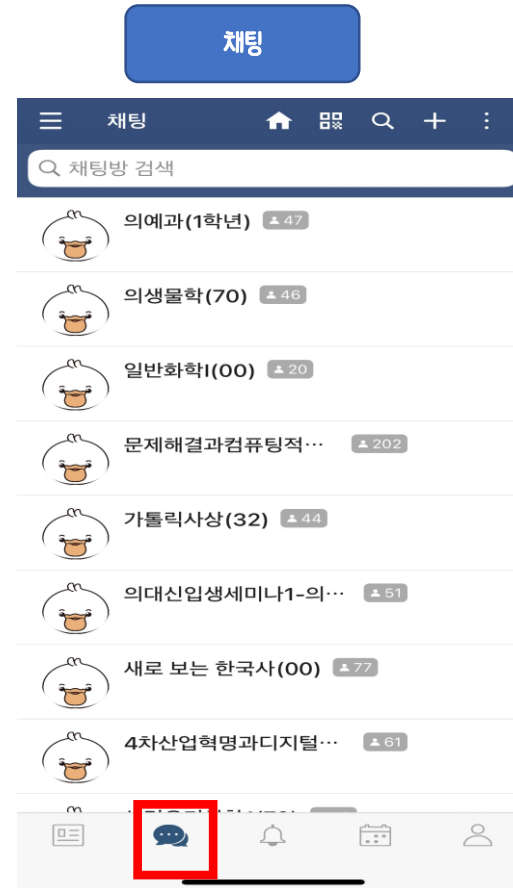 채팅
채팅
채팅방 검색
의예과(1학년) 47
의생물학(70) 46
일반화학I(00) 20
문제해결과컴퓨팅적… 202
가톨릭사상(32) 44
의대신입생세미나1-의… 51
새로 보는 한국사(00) 77
4차산업혁명과디지털… 61